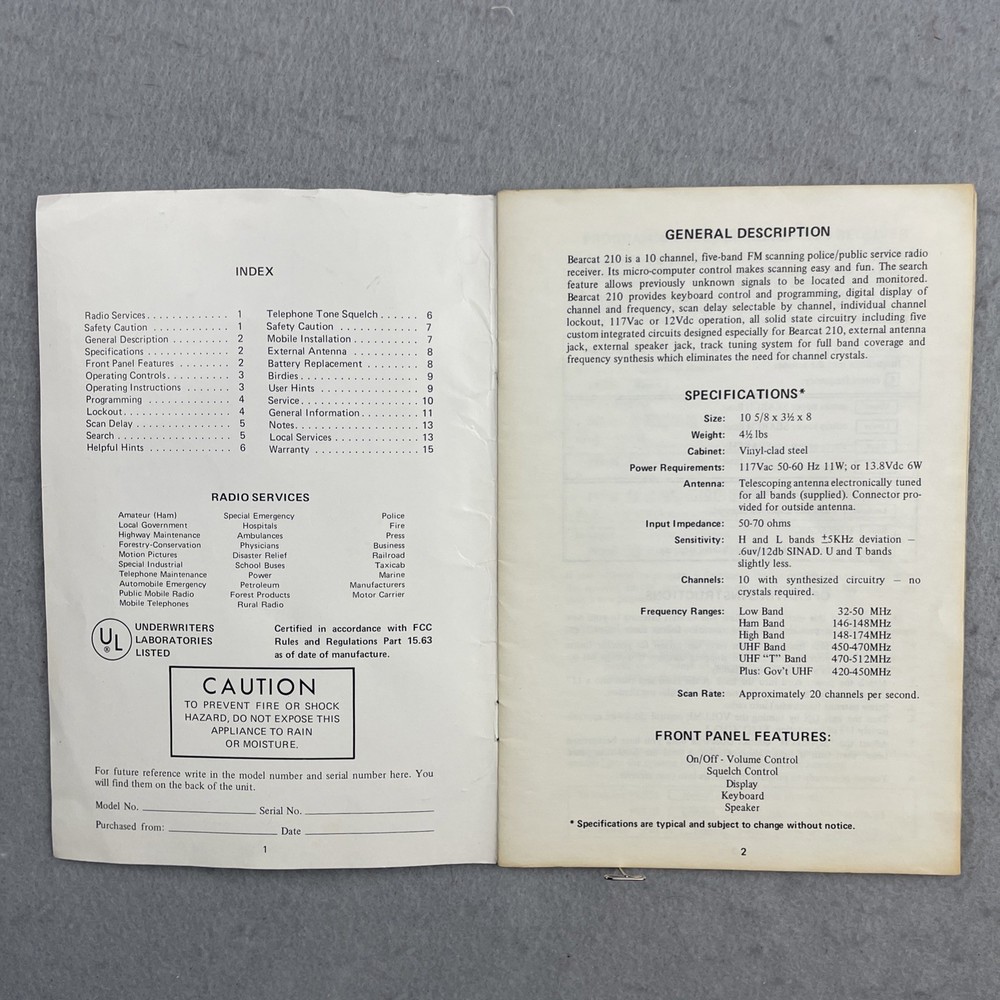 INDEX
Radio Services . . . . . . . . . . . . 1
Safety Caution . . . . . . . . . . . 1
General Description . . . . . . . . 2
Specifications . . . . . . . . . . . . 2
Front Panel Features . . . . . . . 2
Operating Controls . . . . . . . . . 3
Operating Instructions . . . . . . 3
Programming . . . . . . . . . . . . 4
Lockout . . . . . . . . . . . . . . . . 4
Scan Delay . . . . . . . . . . . . . . 5
Search . . . . . . . . . . . . . . . . . 5
Helpful Hints . . . . . . . . . . . . 6
Telephone Tone Squelch . . . . . . 6
Safety Caution . . . . . . . . . . . . 7
Mobile Installation . . . . . . . . . . 7
External Antenna . . . . . . . . . . 8
Battery Replacement . . . . . . . . 8
Birdies . . . . . . . . . . . . . . . . . . 9
User Hints . . . . . . . . . . . . . . . 9
Service . . . . . . . . . . . . . . . . . 10
General Information . . . . . . . . . 11
Notes . . . . . . . . . . . . . . . . . . 13
Local Services . . . . . . . . . . . . 13
Warranty . . . . . . . . . . . . . . . 15
RADIO SERVICES
Amateur (Ham) Special Emergency Police
Local Government Hospitals Fire
Highway Maintenance Ambulances Press
Forestry-Conservation Physicians Business
Motion Pictures Disaster Relief Railroad
Special Industrial School Buses Taxicab
Telephone Maintenance Power Marine
Automobile Emergency Petroleum Manufacturers
Public Mobile Radio Forest Products Motor Carrier
Mobile Telephones Rural Radio
UL ®
UNDERWRITERS
LABORATORIES
LISTED
Certified in accordance with FCC
Rules and Regulations Part 15.63
as of date of manufacture.
CAUTION
TO PREVENT FIRE OR SHOCK
HAZARD, DO NOT EXPOSE THIS
APPLIANCE TO RAIN
OR MOISTURE.
For future reference write in the model number and serial number here. You
will find them on the back of the unit.
Model No. ____________ Serial No. ____________
Purchased from: ____________ Date ____________
1
GENERAL DESCRIPTION
Bearcat 210 is a 10 channel, five-band FM scanning police/public service radio
receiver. Its micro-computer control makes scanning easy and fun. The search
feature allows previously unknown signals to be located and monitored.
Bearcat 210 provides keyboard control and programming, digital display of
channel and frequency, scan delay selectable by channel, individual channel
lockout, 117Vac or 12Vdc operation, all solid state circuitry including five
custom integrated circuits designed especially for Bearcat 210, external antenna
jack, external speaker jack, track tuning system for full band coverage and
frequency synthesis which eliminates the need for channel crystals.
SPECIFICATIONS*
Size: 10 5/8 x 3½ x 8
Weight: 4½ lbs
Cabinet: Vinyl-clad steel
Power Requirements: 117Vac 50-60 Hz 11W; or 13.8Vdc 6W
Antenna: Telescoping antenna electronically tuned
for all bands (supplied). Connector pro-
vided for outside antenna.
Input Impedance: 50-70 ohms
Sensitivity: H and L bands ±5KHz deviation –
.6uv/12db SINAD. U and T bands
slightly less.
Channels: 10 with synthesized circuitry – no
crystals required.
Frequency Ranges: Low Band 32-50 MHz
Ham Band 146-148MHz
High Band 148-174MHz
UHF Band 450-470MHz
UHF "T" Band 470-512MHz
Plus: Gov't UHF 420-450MHz
Scan Rate: Approximately 20 channels per second.
FRONT PANEL FEATURES:
On/Off - Volume Control
Squelch Control
Display
Keyboard
Speaker
* Specifications are typical and subject to change without notice.
2